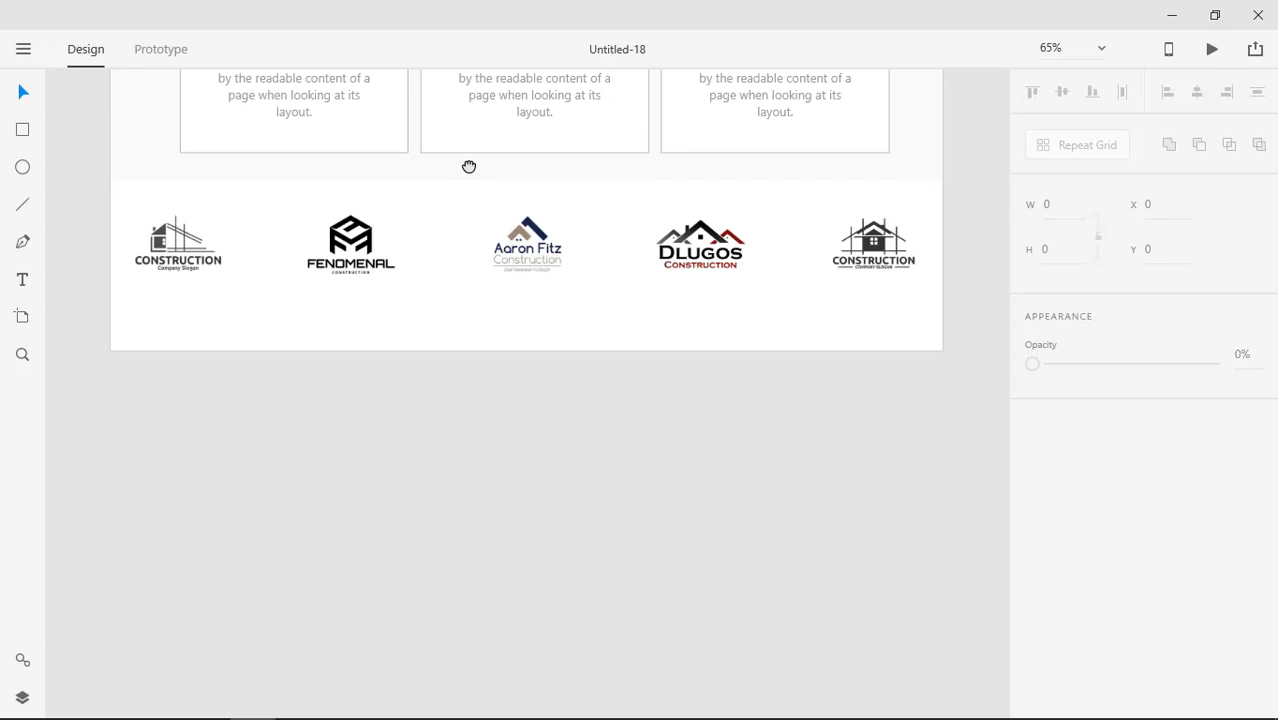 Design
Prototype
Untitled-18
65%
by the readable content of a
page when looking at its
layout.
by the readable content of a
page when looking at its
layout.
by the readable content of a
page when looking at its
layout.
CONSTRUCTION
Company Slogan
FENOMENAL
CONSTRUCTION
Aaron Fitz
Construction
DLUGOS
CONSTRUCTION
CONSTRUCTION
COMPANY SLOGAN
Repeat Grid
W 0
X 0
H 0
Y 0
APPEARANCE
Opacity
0%